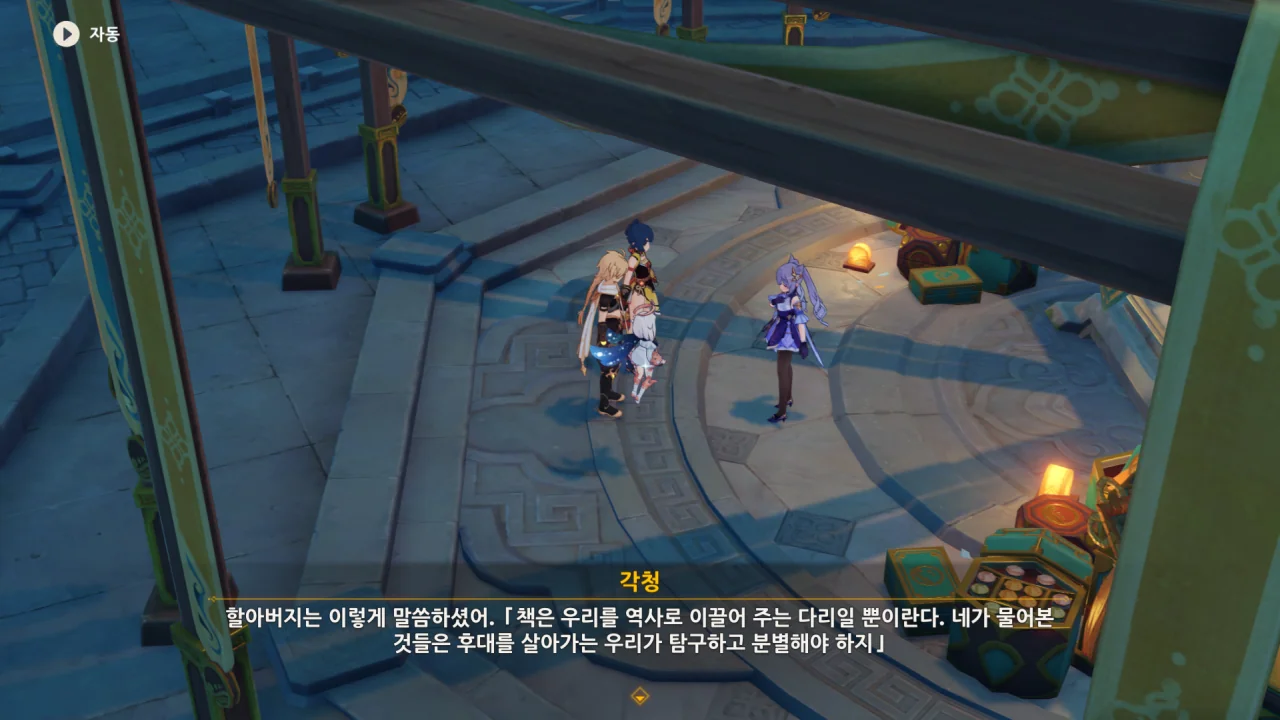 자동
각청
할아버지는 이렇게 말씀하셨어.「책은 우리를 역사로 이끌어 주는 다리일 뿐이란다. 네가 물어본
것들은 후대를 살아가는 우리가 탐구하고 분별해야 하지」